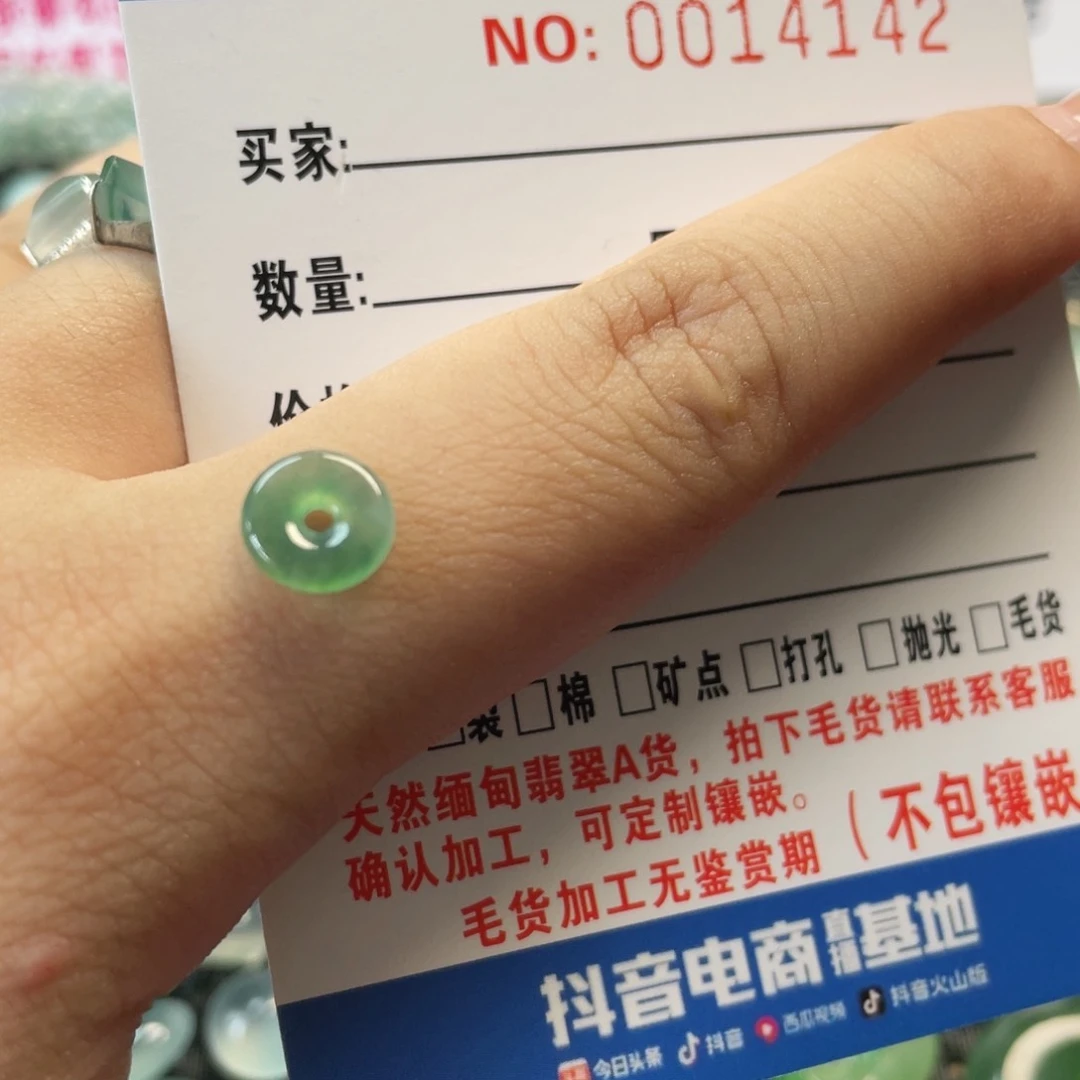 NO: 0014142
买家:
数量:
价
裂 □棉 □矿点 □打孔 □抛光 □毛货
天然缅甸翡翠A货，拍下毛货请联系客服
确认加工，可定制镶嵌。
毛货加工无鉴赏期（不包镶嵌
抖音电商直播基地
今日头条 抖音 西瓜视频 抖音火山版